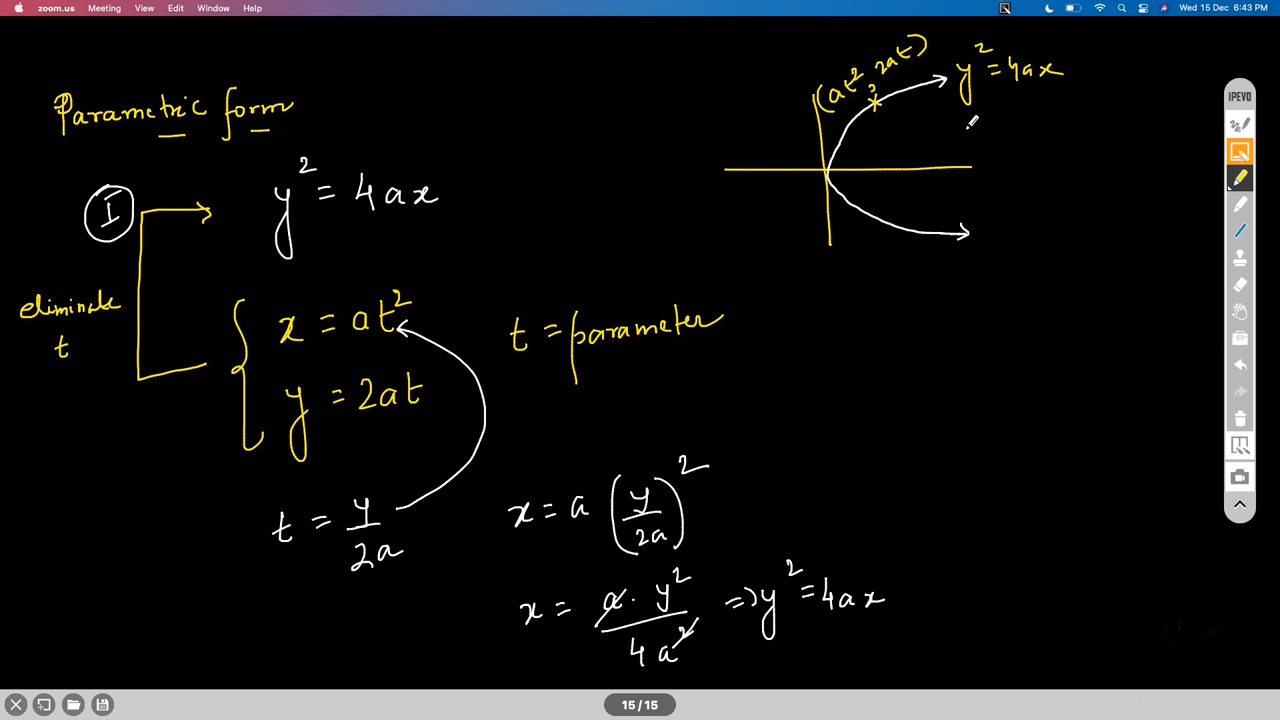 zoom.us Meeting View Edit Window Help Wed 15 Dec 6:43 PM
Parametric form
(at², 2at) y² = 4ax
IPEVO
I y² = 4ax
eliminate t
x = at²
y = 2at
t = parameter
t = y/2a
x = a (y/2a)²
x = a · y²/4a² ⇒ y² = 4ax
15 / 15